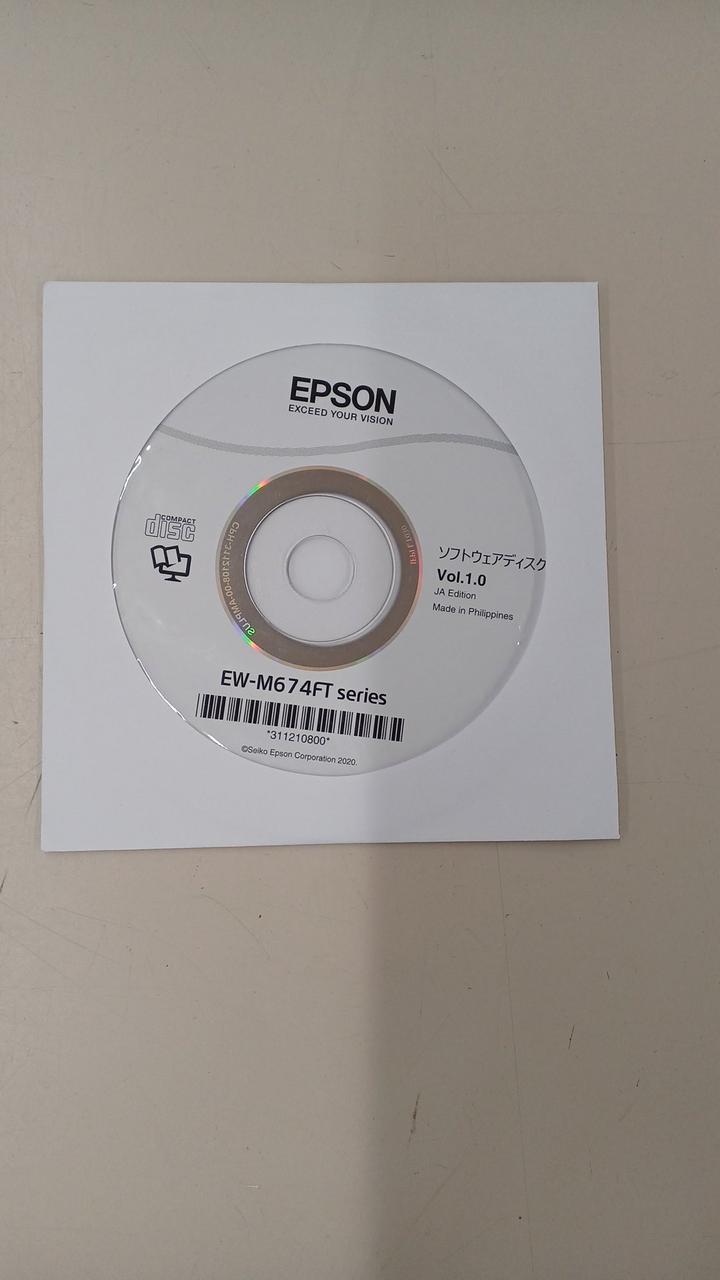 EPSON
EXCEED YOUR VISION
COMPACT
disc
ソフトウェアディスク
Vol.1.0
JA Edition
Made in Philippines
EW-M674FT series
*311210800*
©Seiko Epson Corporation 2020.